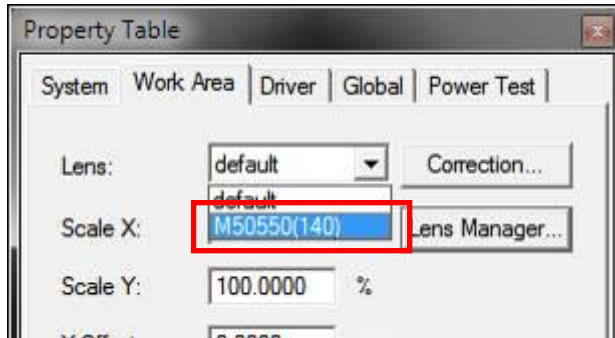 Property Table
System Work Area Driver Global Power Test
Lens: default Correction...
default
Scale X: M50550(140) Lens Manager...
Scale Y: 100.0000 %